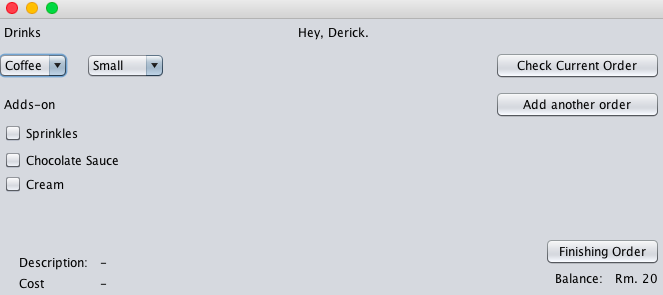 Drinks
Hey, Derick.
Coffee
Small
Check Current Order
Adds-on
Add another order
Sprinkles
Chocolate Sauce
Cream
Finishing Order
Description: -
Balance: Rm. 20
Cost -